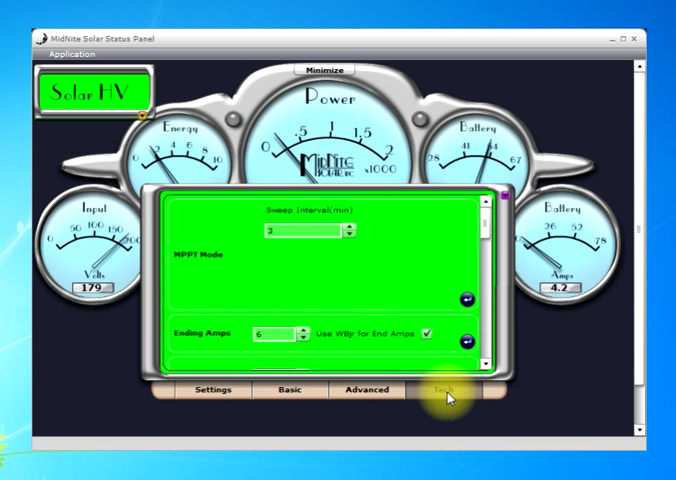 MidNite Solar Status Panel
Application
Minimize
Solar HV
Power
0 .5 1 1,5 2
MidNite
SOLAR INC
x1000
Energy
0 2 4 6 8 10
Battery
28 41 54 67
Input
0 50 100 150 200
Volts
179
Battery
0 26 52 78
Amps
4.2
Sweep Interval(min)
3
MPPT Mode
Ending Amps 6 Use WBjr for End Amps
Settings Basic Advanced Tech